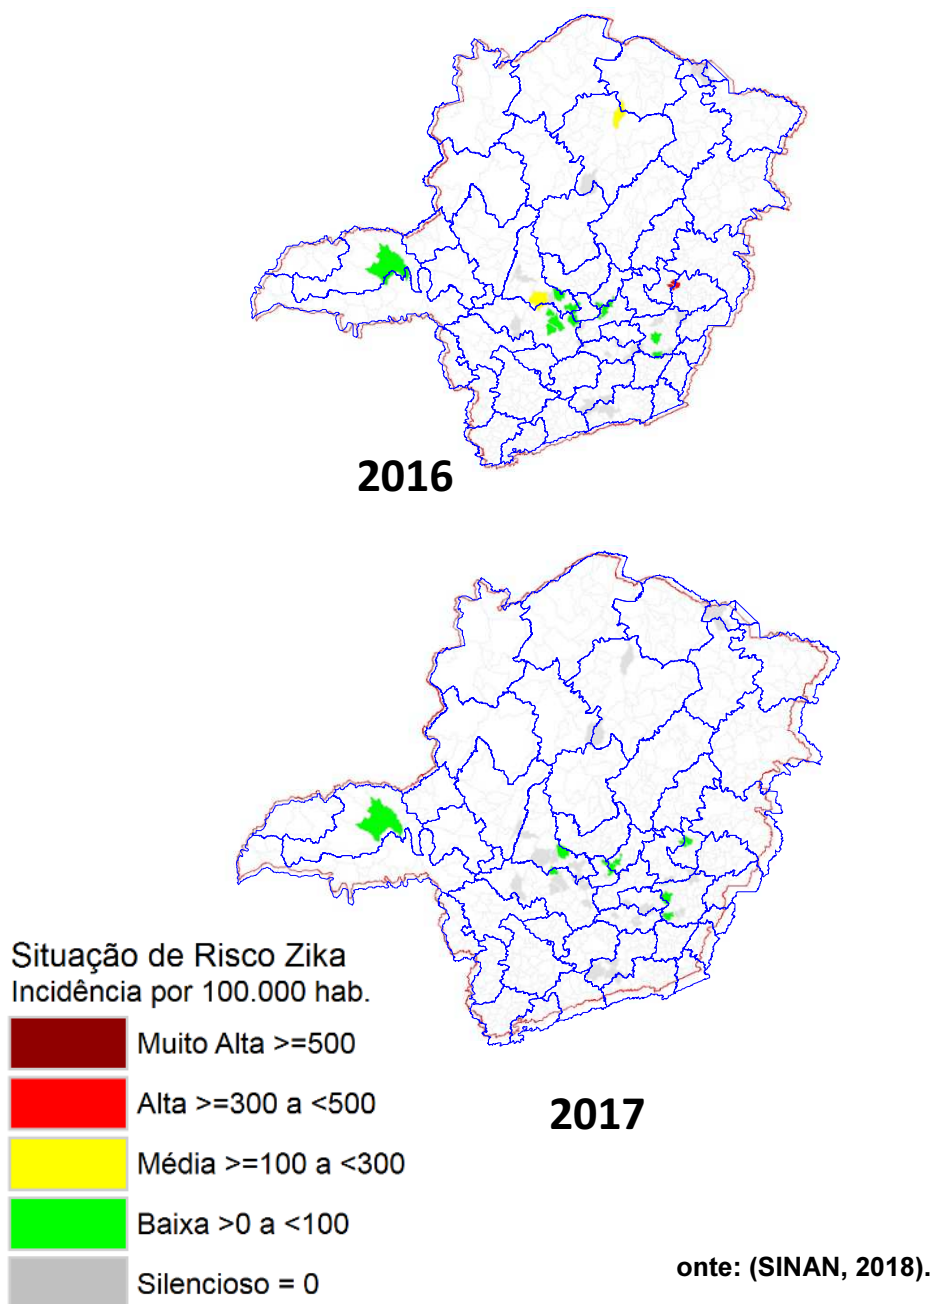 2016
2017
Situação de Risco Zika
Incidência por 100.000 hab.
Muito Alta >=500
Alta >=300 a <500
Média >=100 a <300
Baixa >0 a <100
Silencioso = 0
onte: (SINAN, 2018).